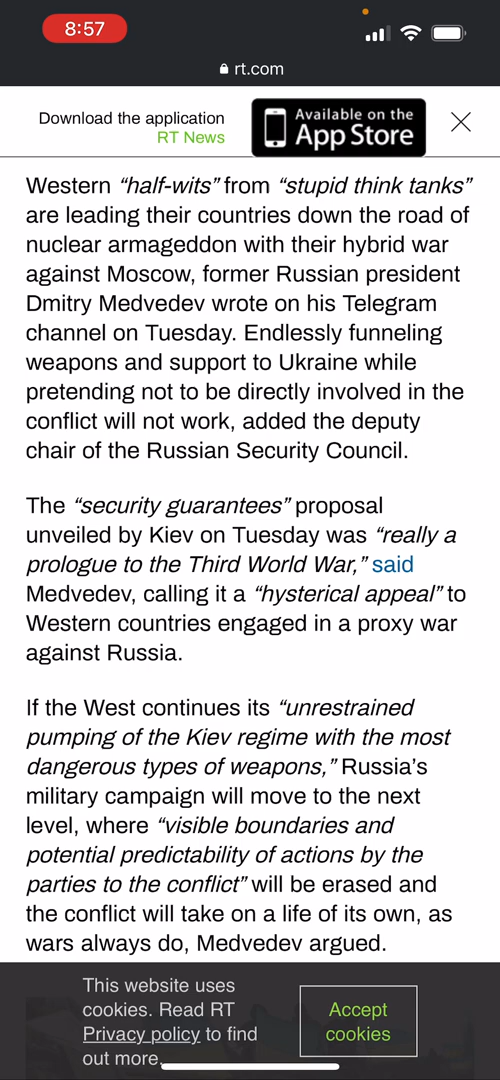 8:57
rt.com
Download the application
RT News
Available on the
App Store
Western “half-wits” from “stupid think tanks”
are leading their countries down the road of
nuclear armageddon with their hybrid war
against Moscow, former Russian president
Dmitry Medvedev wrote on his Telegram
channel on Tuesday. Endlessly funneling
weapons and support to Ukraine while
pretending not to be directly involved in the
conflict will not work, added the deputy
chair of the Russian Security Council.
The “security guarantees” proposal
unveiled by Kiev on Tuesday was “really a
prologue to the Third World War,” said
Medvedev, calling it a “hysterical appeal” to
Western countries engaged in a proxy war
against Russia.
If the West continues its “unrestrained
pumping of the Kiev regime with the most
dangerous types of weapons,” Russia’s
military campaign will move to the next
level, where “visible boundaries and
potential predictability of actions by the
parties to the conflict” will be erased and
the conflict will take on a life of its own, as
wars always do, Medvedev argued.
This website uses
cookies. Read RT
Privacy policy to find
out more.
Accept
cookies